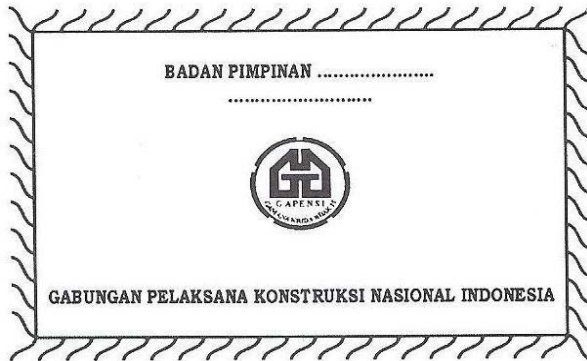 BADAN PIMPINAN ......................
...........................
GAPENSI
GABUNGAN PELAKSANA KONSTRUKSI NASIONAL INDONESIA